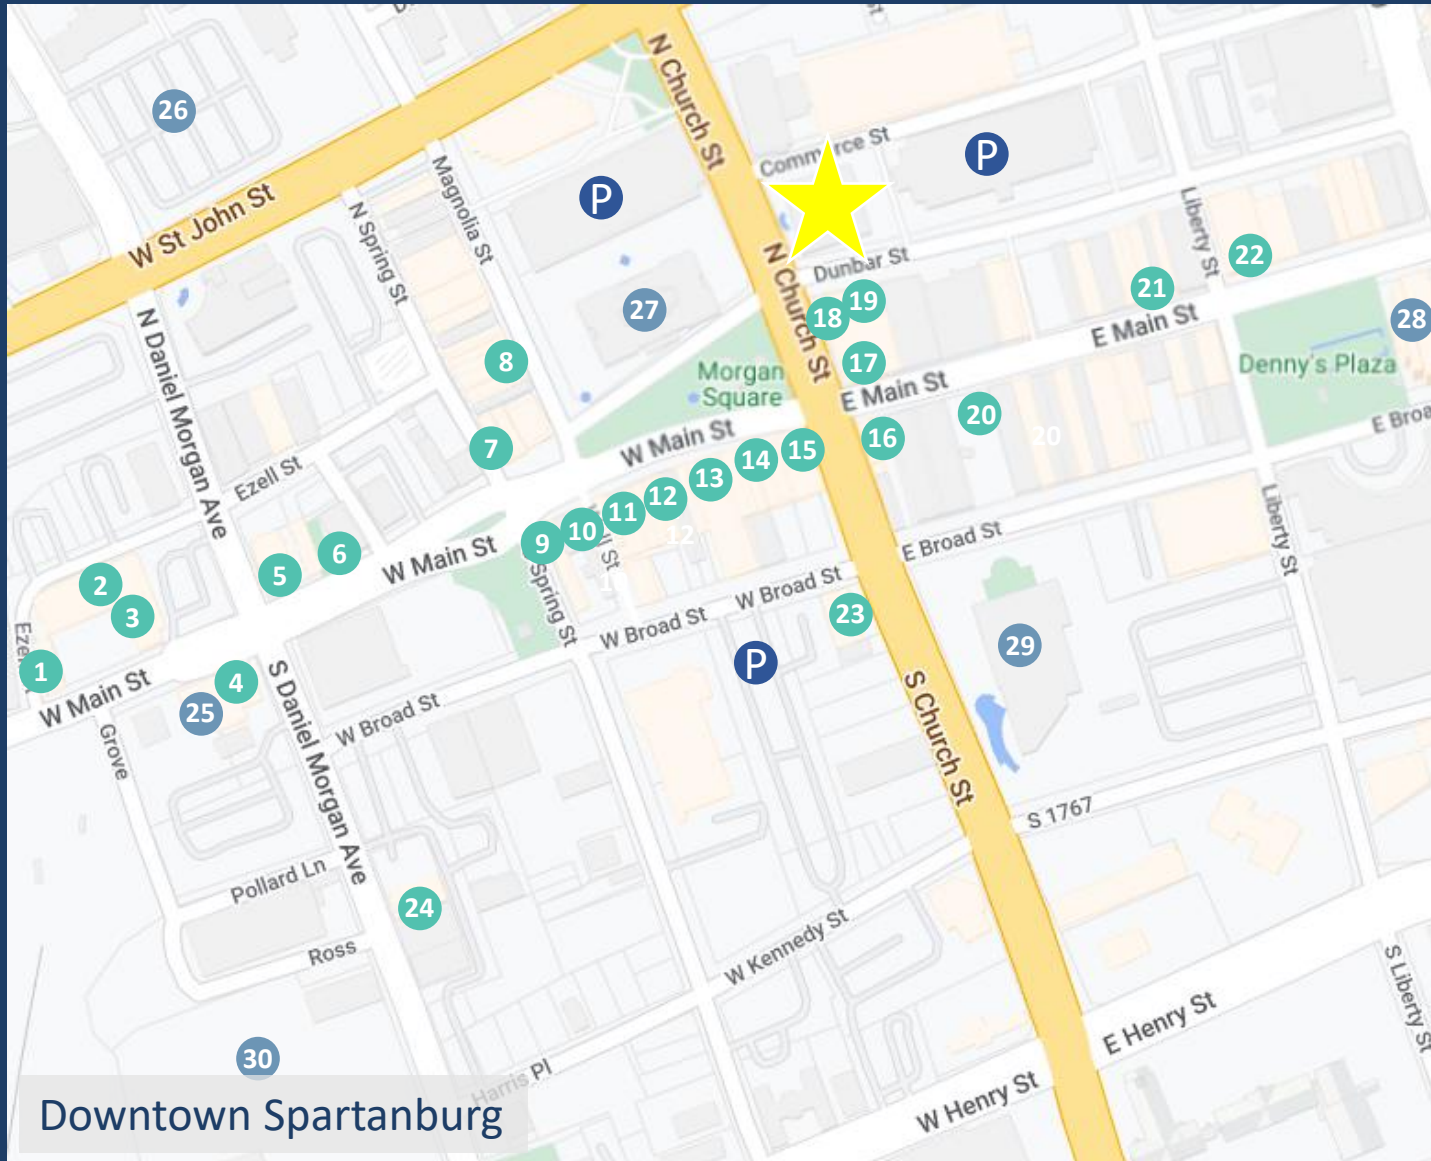 N Church St
Commerce St
26
P
P
Magnolia St
Liberty St
W St John St
N Spring St
Dunbar St
22
N Church St
21
19
27
18
28
E Main St
N Daniel Morgan Ave
8
17
Morgan
Square
Denny's Plaza
E Main St
20
20
E Broa
W Main St
16
7
15
14
13
Ezell St
12
11
10
12
9
Liberty St
E Broad St
W Main St
6
5
Spring St
W Broad St
2
3
W Broad St
23
29
Eze
1
P
4
W Main St
25
S Daniel Morgan Ave
W Broad St
S Church St
Grove
S 1767
Pollard Ln
24
W Kennedy St
Ross
S Liberty St
E Henry St
30
Harris Pl
W Henry St
Downtown Spartanburg